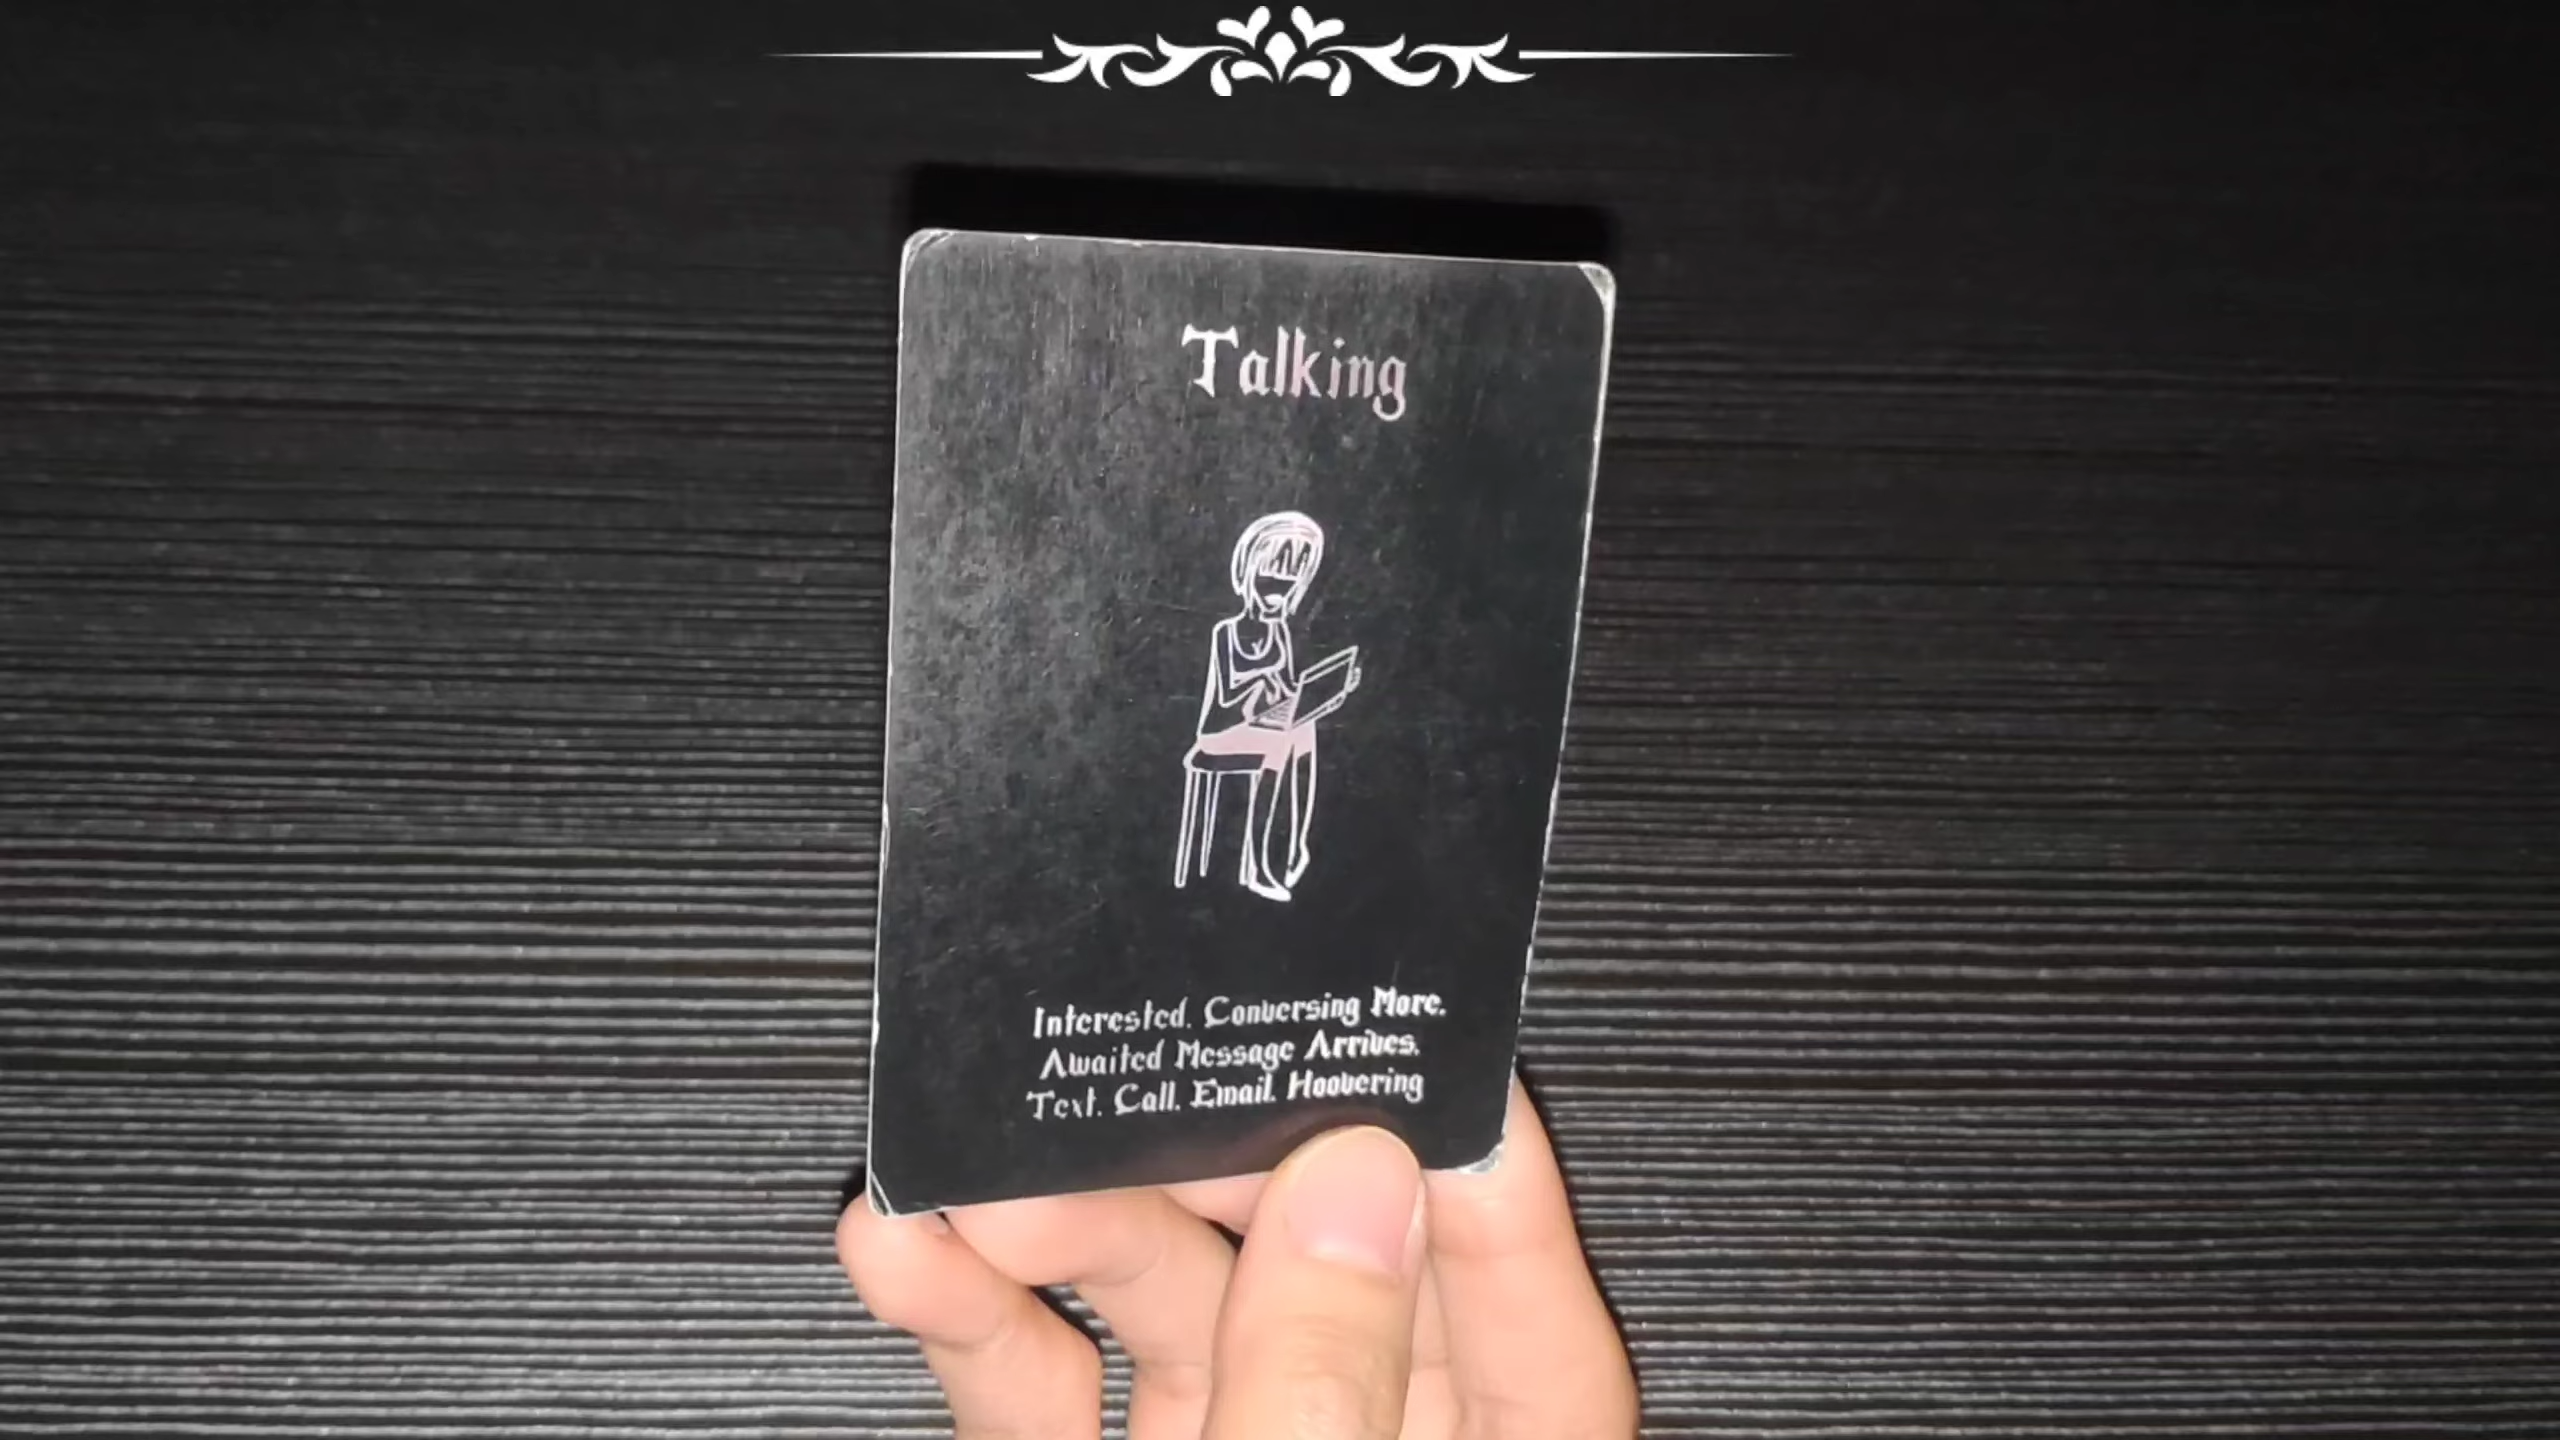 Talking
Interested. Conversing More.
Awaited Message Arrives.
Text. Call. Email. Hoovering